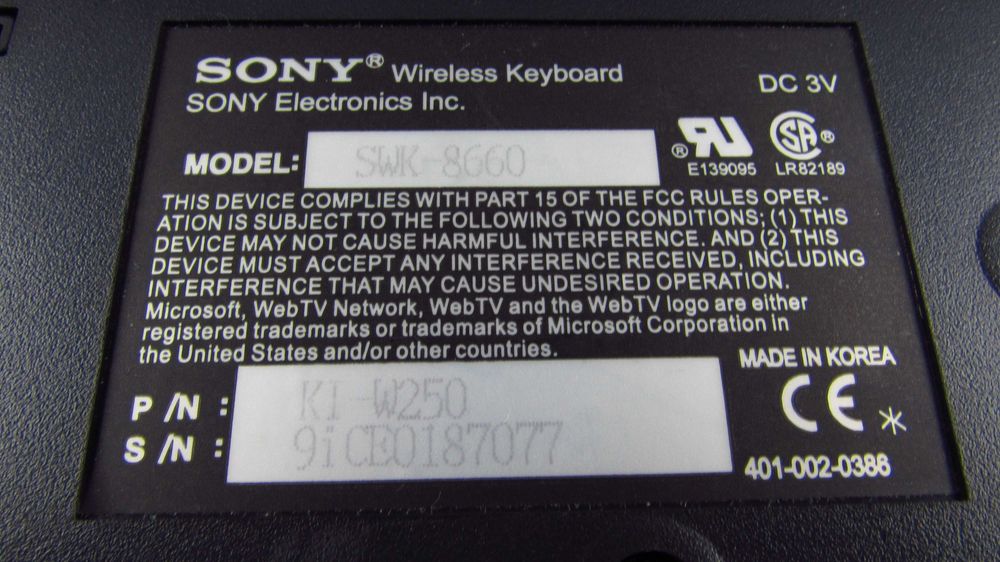 SONY® Wireless Keyboard
DC 3V
SONY Electronics Inc.
MODEL: SWK-8660
® RU SA ®
E139095 LR82189
THIS DEVICE COMPLIES WITH PART 15 OF THE FCC RULES OPER-
ATION IS SUBJECT TO THE FOLLOWING TWO CONDITIONS; (1) THIS
DEVICE MAY NOT CAUSE HARMFUL INTERFERENCE. AND (2) THIS
DEVICE MUST ACCEPT ANY INTERFERENCE RECEIVED, INCLUDING
INTERFERENCE THAT MAY CAUSE UNDESIRED OPERATION.
Microsoft, WebTV Network, WebTV and the WebTV logo are either
registered trademarks or trademarks of Microsoft Corporation in
the United States and/or other countries.
MADE IN KOREA
P/N : KI-W250
CE *
S/N : 9iCE0187077
401-002-0386